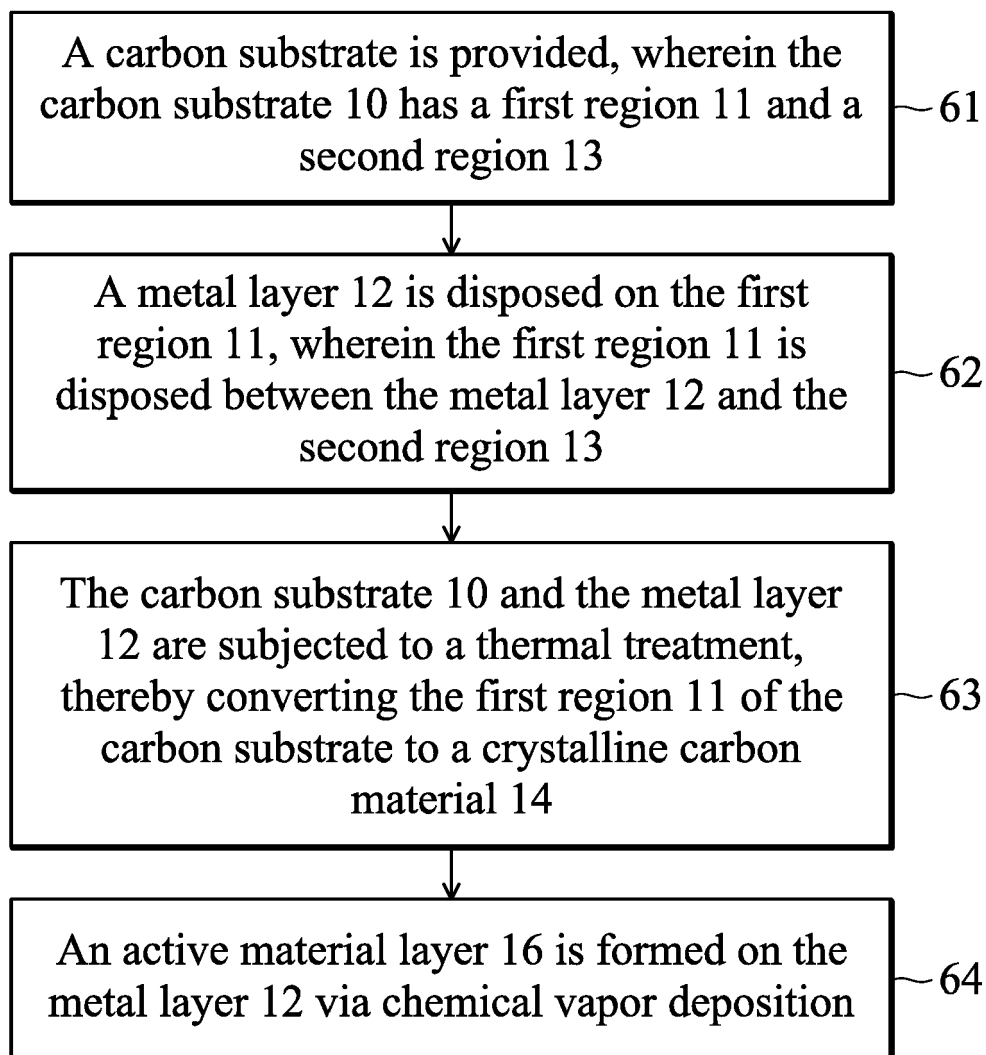 A carbon substrate is provided, wherein the
carbon substrate 10 has a first region 11 and a
second region 13
61
A metal layer 12 is disposed on the first
region 11, wherein the first region 11 is
disposed between the metal layer 12 and the
second region 13
62
The carbon substrate 10 and the metal layer
12 are subjected to a thermal treatment,
thereby converting the first region 11 of the
carbon substrate to a crystalline carbon
material 14
63
An active material layer 16 is formed on the
metal layer 12 via chemical vapor deposition
64